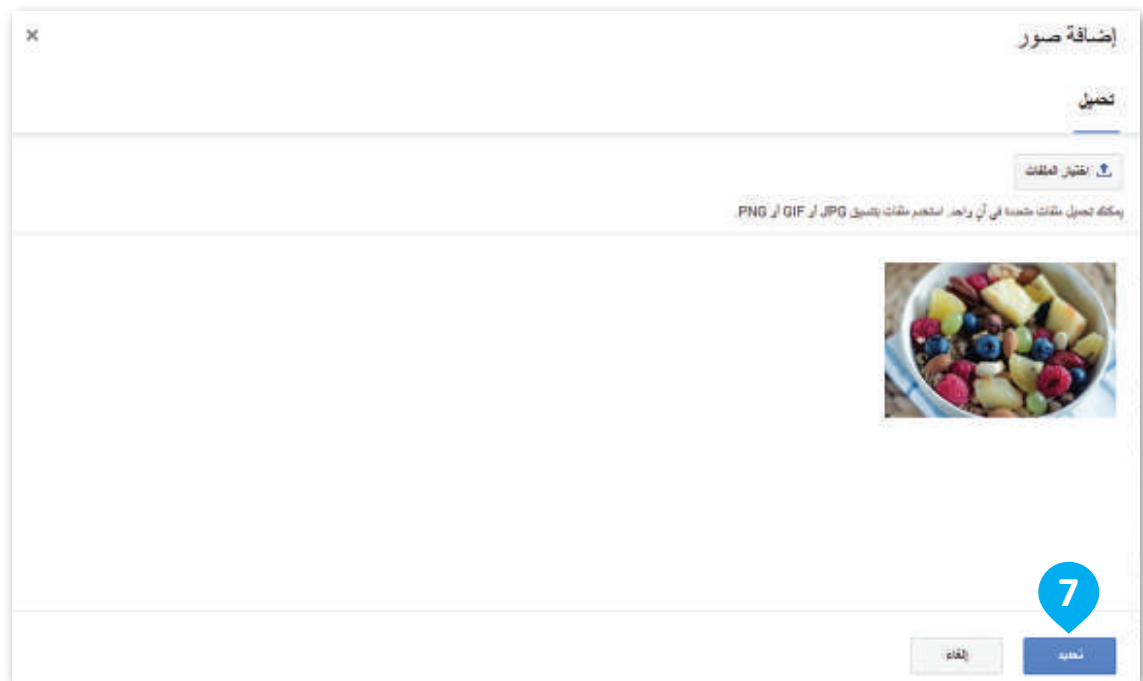 ×
إضافة صور
تحميل
اختيار الملفات
يمكنك تحميل ملفات متعددة في آنٍ واحد. استخدم ملفات بتنسيق JPG أو GIF أو PNG.
7
تحديد
إلغاء